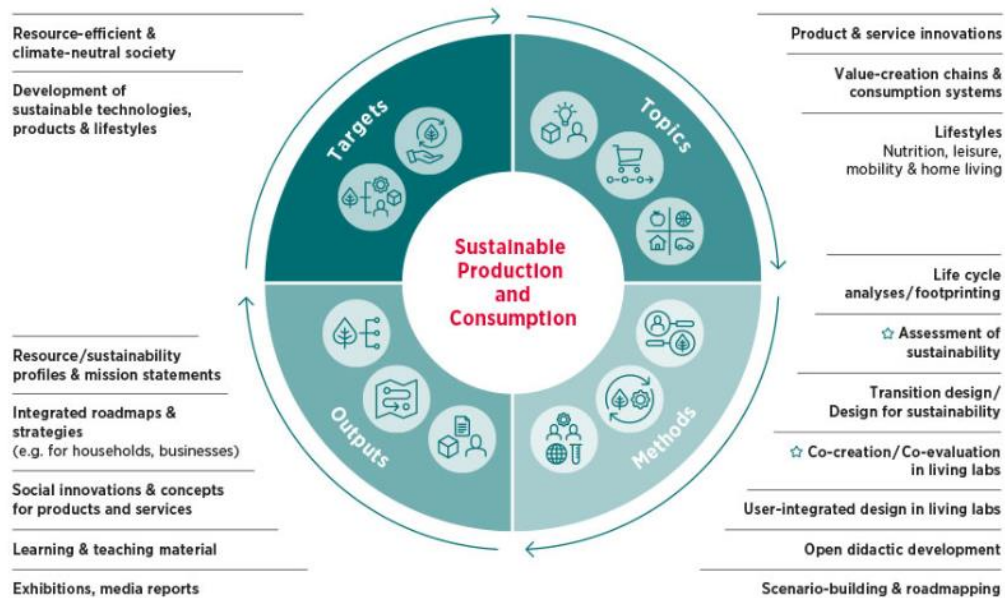 Resource-efficient &
climate-neutral society
Development of
sustainable technologies,
products & lifestyles
Targets
Topics
Product & service innovations
Value-creation chains &
consumption systems
Lifestyles
Nutrition, leisure,
mobility & home living
Sustainable
Production
and
Consumption
Life cycle
analyses/footprinting
Assessment of
sustainability
Transition design/
Design for sustainability
Co-creation/Co-evaluation
in living labs
User-integrated design in living labs
Open didactic development
Scenario-building & roadmapping
Methods
Outputs
Resource/sustainability
profiles & mission statements
Integrated roadmaps &
strategies
(e.g. for households, businesses)
Social innovations & concepts
for products and services
Learning & teaching material
Exhibitions, media reports